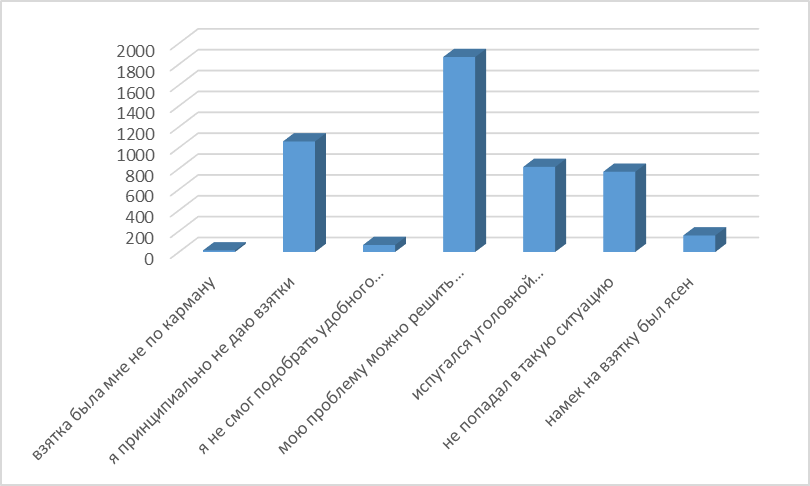 2000
1800
1600
1400
1200
1000
800
600
400
200
0
взятка была мне не по карману
я принципиально не даю взятки
я не смог подобрать удобного…
мою проблему можно решить…
испугался уголовной…
не попадал в такую ситуацию
намек на взятку был ясен